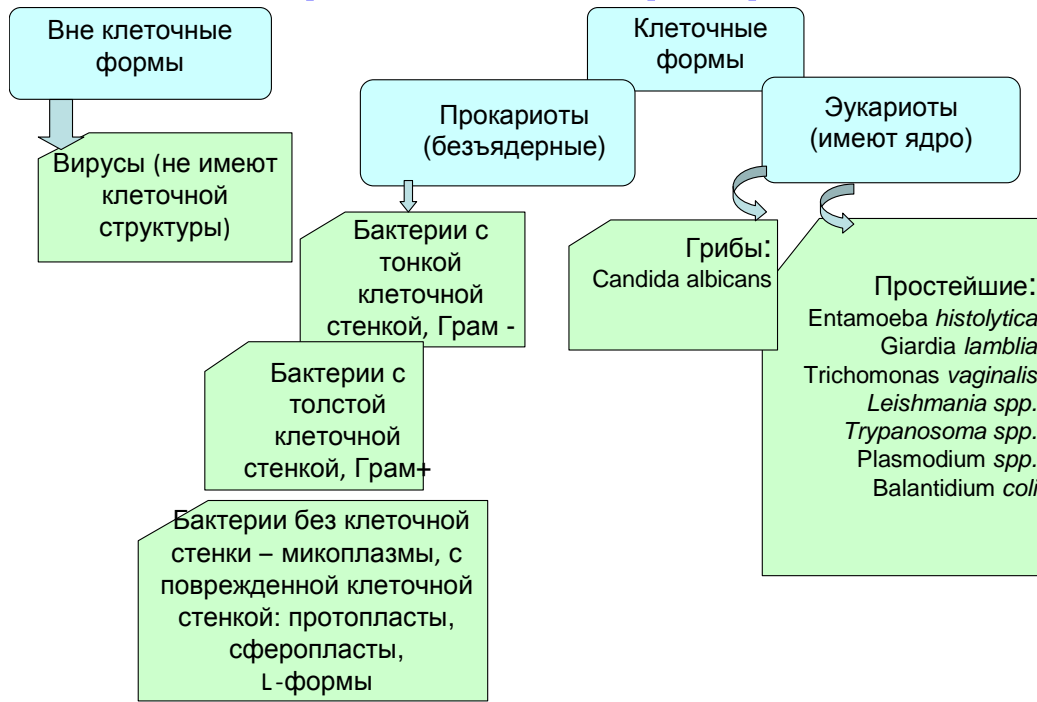 Вне клеточные
формы
Вирусы (не имеют
клеточной
структуры)
Клеточные
формы
Прокариоты
(безъядерные)
Бактерии с
тонкой
клеточной
стенкой, Грам -
Бактерии с
толстой
клеточной
стенкой, Грам+
Бактерии без клеточной
стенки – микоплазмы, с
поврежденной клеточной
стенкой: протопласты,
сферопласты,
L-формы
Эукариоты
(имеют ядро)
Грибы:
Candida albicans
Простейшие:
Entamoeba histolytica
Giardia lamblia
Trichomonas vaginalis
Leishmania spp.
Trypanosoma spp.
Plasmodium spp.
Balantidium coli